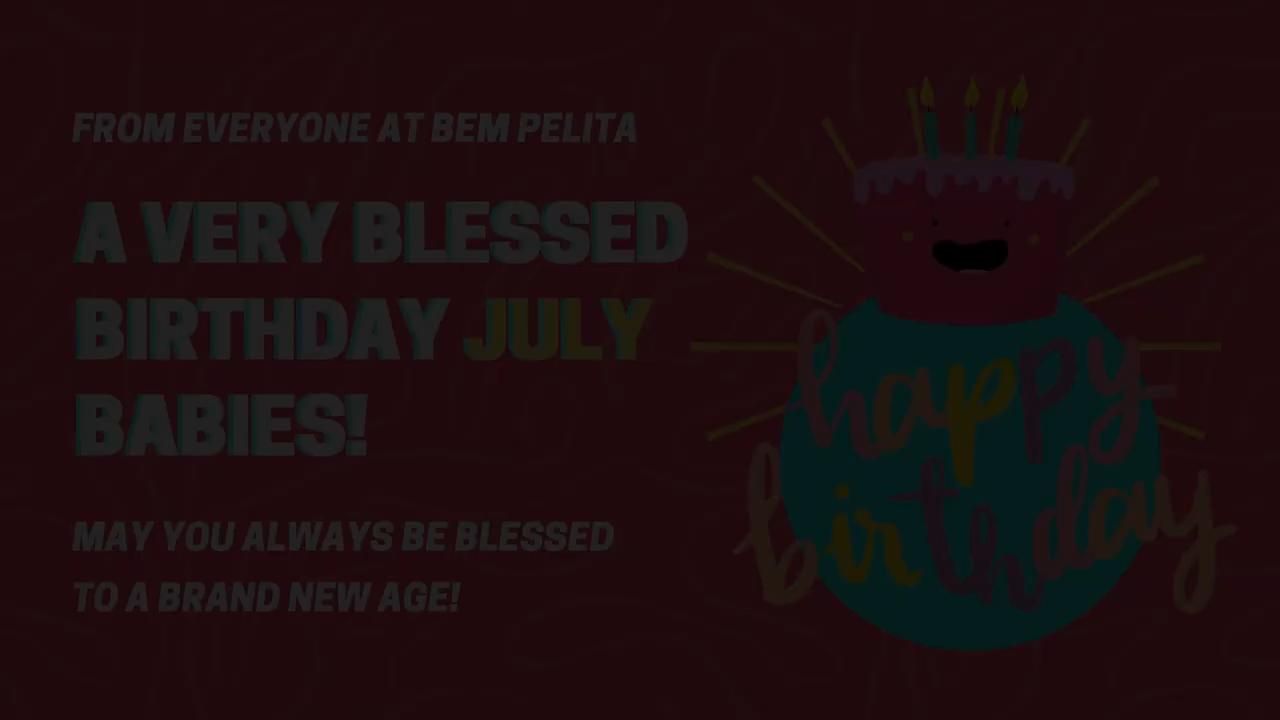 FROM EVERYONE AT BEM PELITA
A VERY BLESSED
BIRTHDAY JULY
BABIES!
MAY YOU ALWAYS BE BLESSED
TO A BRAND NEW AGE!
happy
birthday